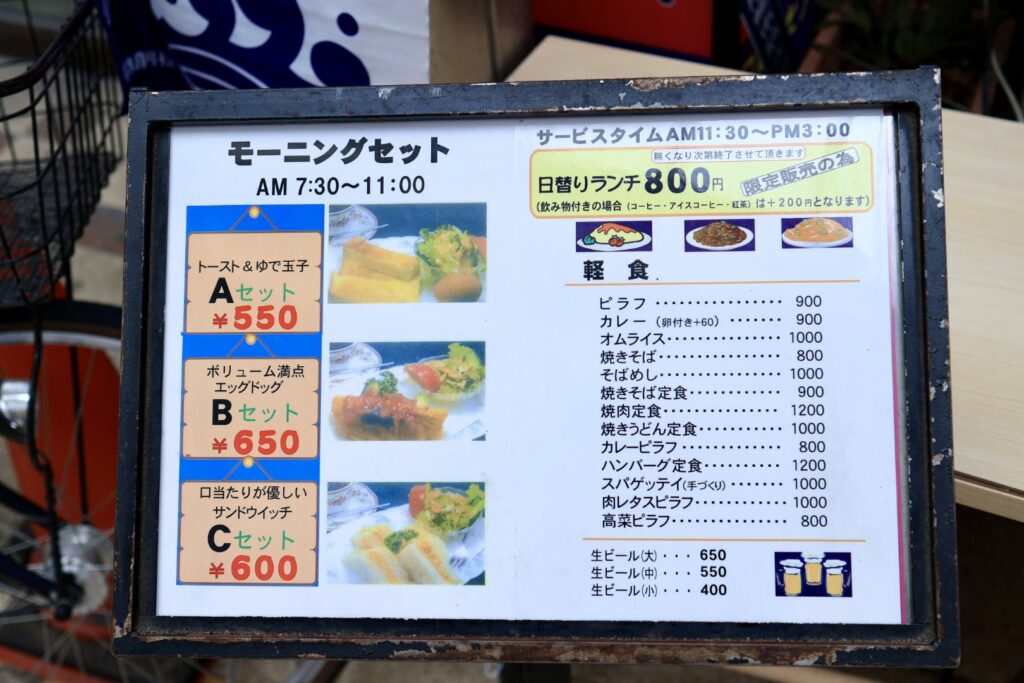 モーニングセット
AM 7:30～11:00
トースト＆ゆで玉子
Aセット
￥550
ボリューム満点
エッグドッグ
Bセット
￥650
口当たりが優しい
サンドウイッチ
Cセット
￥600
サービスタイムAM11:30～PM3:00
無くなり次第終了させて頂きます
日替りランチ800円
限定販売の為
(飲み物付きの場合（コーヒー・アイスコーヒー・紅茶）は＋200円となります)
軽食
ピラフ ················ 900
カレー（卵付き+60）······· 900
オムライス··············· 1000
焼きそば ················ 800
そばめし················ 1000
焼きそば定食············· 900
焼肉定食··············· 1200
焼きうどん定食··········· 1000
カレーピラフ·············· 800
ハンバーグ定食··········· 1200
スパゲッテイ(手づくり)······· 1000
肉レタスピラフ··········· 1000
高菜ピラフ··············· 800
生ビール(大)··· 650
生ビール(中)··· 550
生ビール(小)··· 400